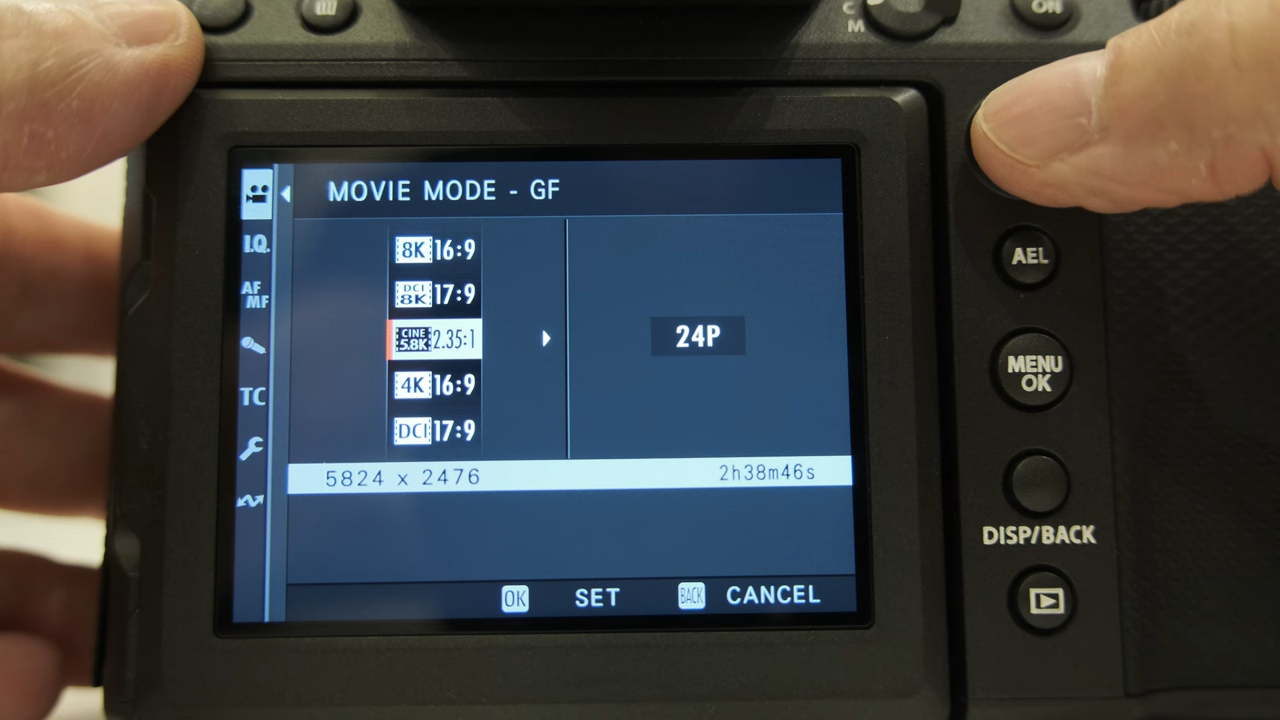 C
M
ON
MOVIE MODE - GF
I.Q.
AF
MF
TC
8K 16:9
DCI
8K 17:9
CINE
5.8K 2.35:1
4K 16:9
DCI 17:9
24P
5824 x 2476
2h38m46s
OK SET
BACK CANCEL
AEL
MENU
OK
DISP/BACK